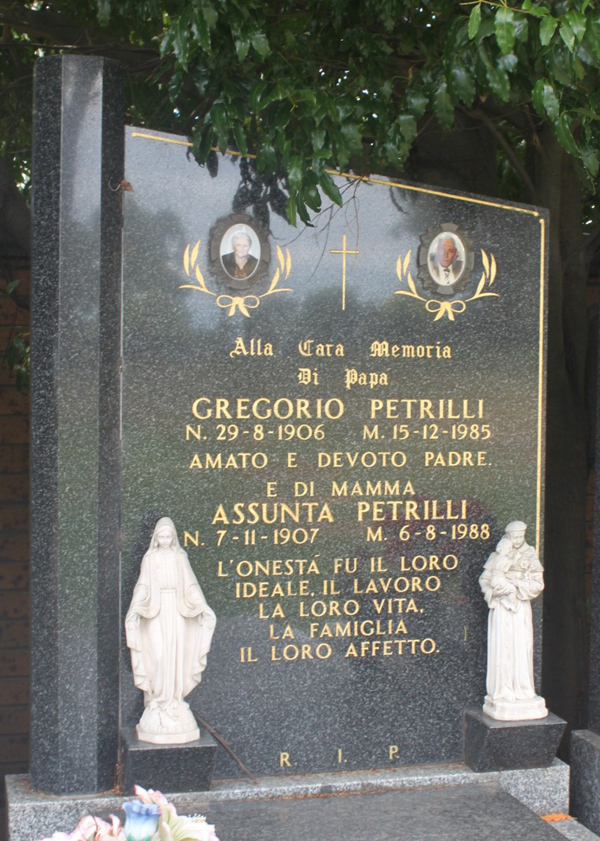 Alla Cara Memoria
Di Papa
GREGORIO PETRILLI
N. 29-8-1906 M. 15-12-1985
AMATO E DEVOTO PADRE.
E DI MAMMA
ASSUNTA PETRILLI
N. 7-11-1907 M. 6-8-1988
L'ONESTÁ FU IL LORO
IDEALE, IL LAVORO
LA LORO VITA,
LA FAMIGLIA
IL LORO AFFETTO.
R. I. P.